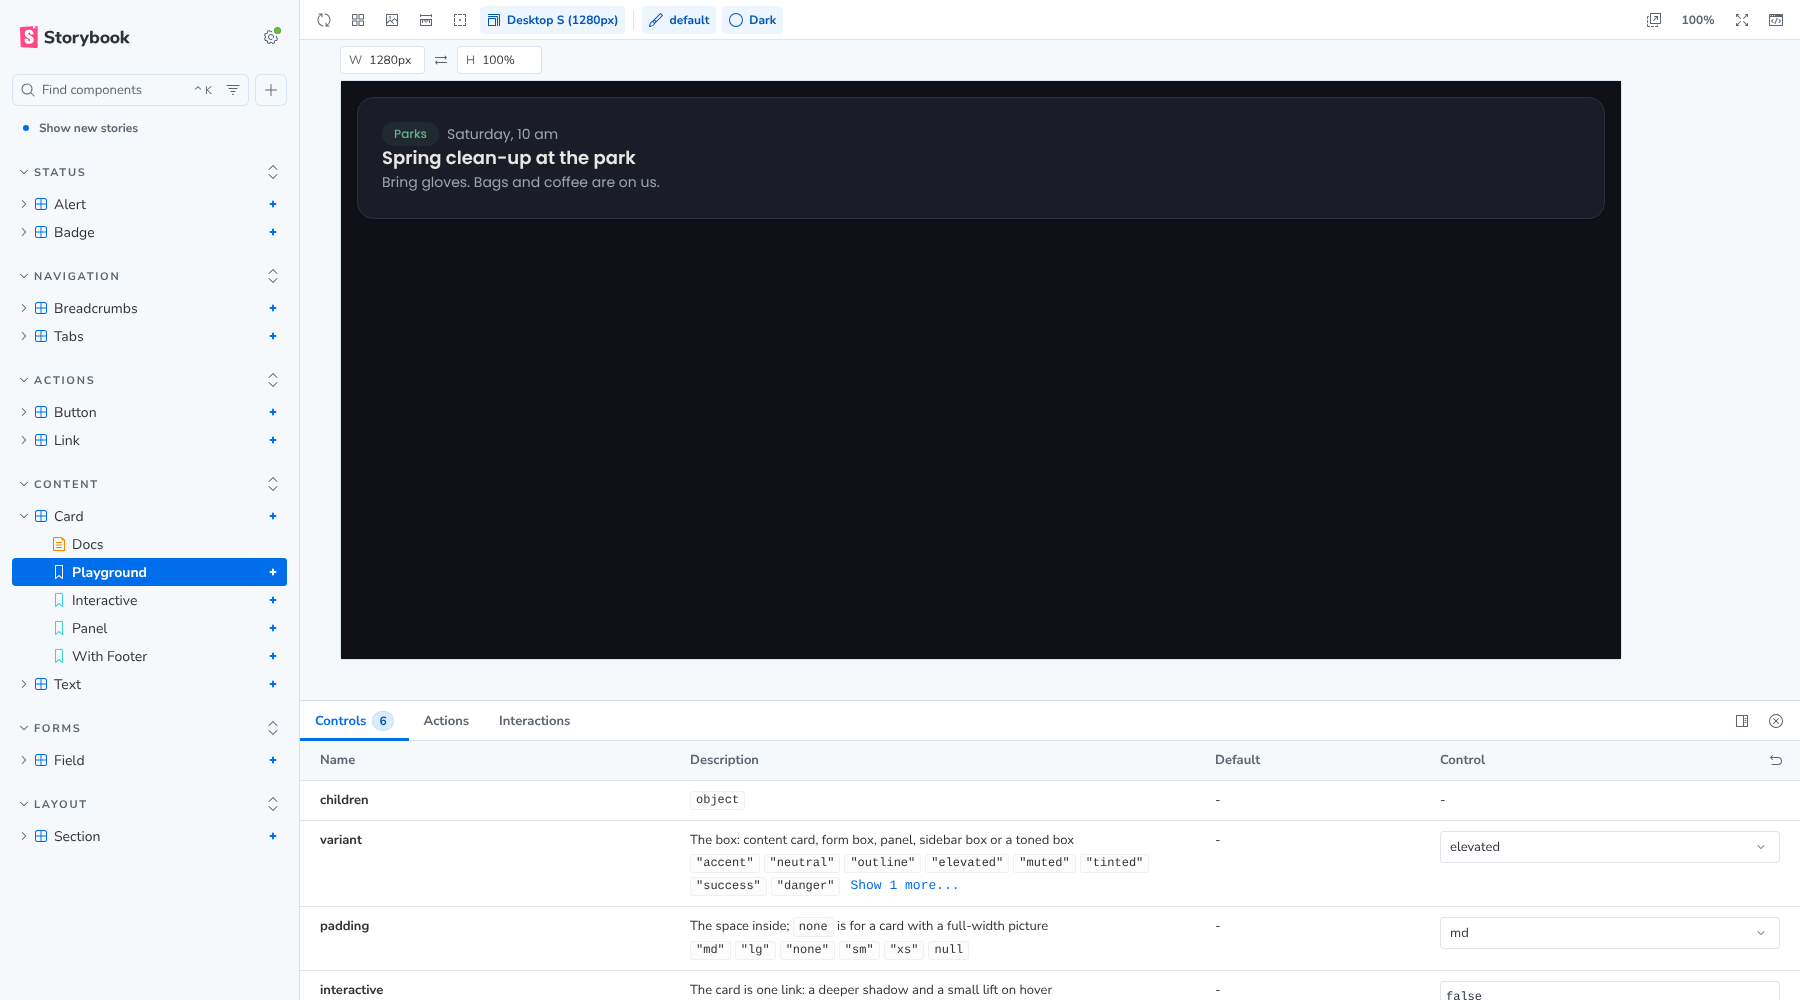 Storybook
Find components
^ K
Show new stories
STATUS
Alert
Badge
NAVIGATION
Breadcrumbs
Tabs
ACTIONS
Button
Link
CONTENT
Card
Docs
Playground
Interactive
Panel
With Footer
Text
FORMS
Field
LAYOUT
Section
Desktop S (1280px)
default
Dark
100%
W 1280px
H 100%
Parks Saturday, 10 am
Spring clean-up at the park
Bring gloves. Bags and coffee are on us.
Controls 6 Actions Interactions
Name Description Default Control
children object - -
variant The box: content card, form box, panel, sidebar box or a toned box - elevated
"accent" "neutral" "outline" "elevated" "muted" "tinted"
"success" "danger" Show 1 more...
padding The space inside; none is for a card with a full-width picture - md
"md" "lg" "none" "sm" "xs" null
interactive The card is one link: a deeper shadow and a small lift on hover - false